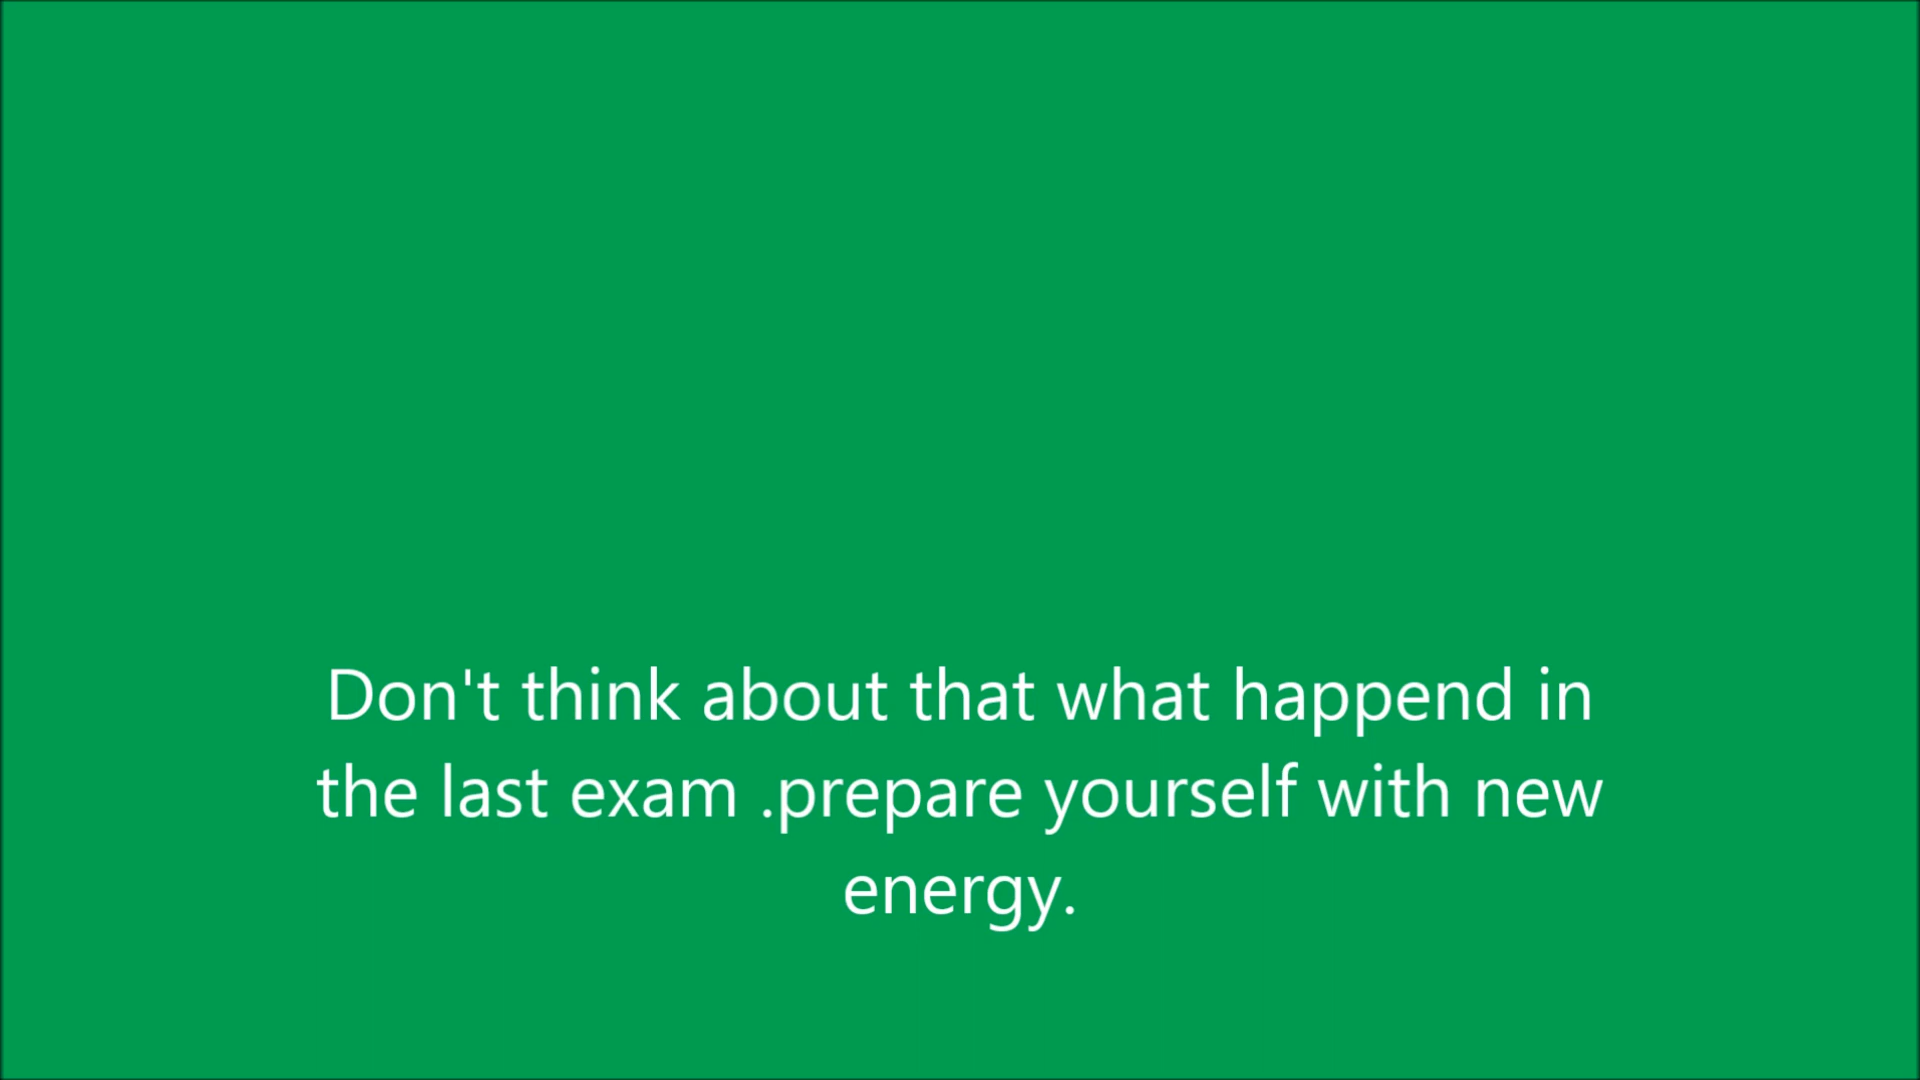 Don't think about that what happend in
the last exam .prepare yourself with new
energy.